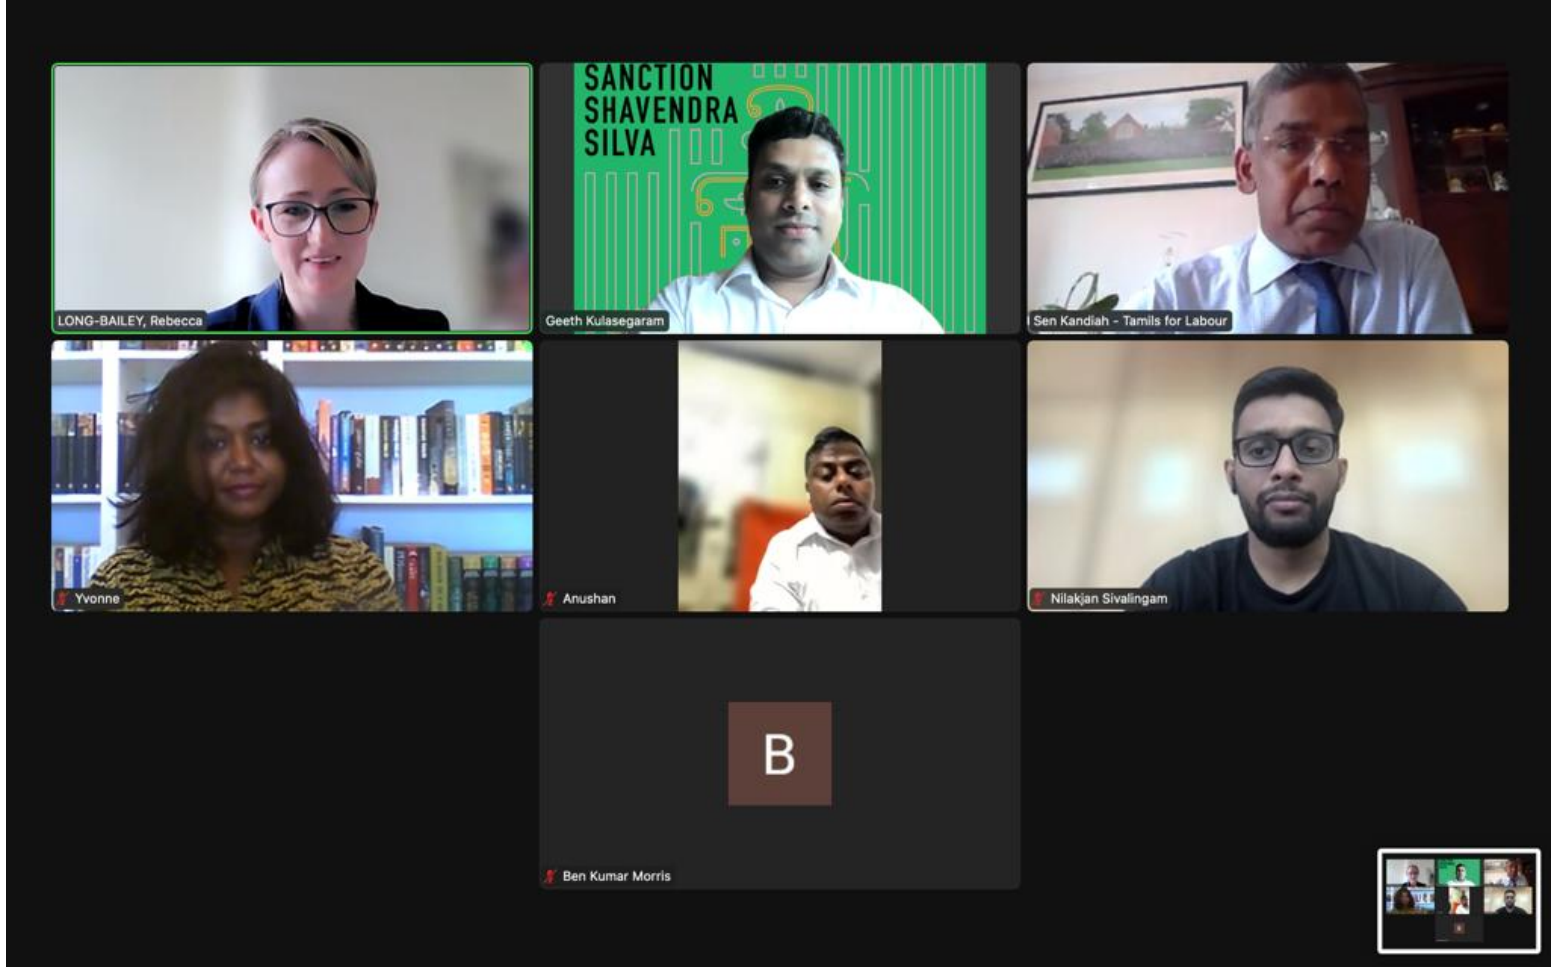 SANCTION
SHAVENDRA
SILVA
LONG-BAILEY, Rebecca
Geeth Kulasegaram
Sen Kandiah - Tamils for Labour
Yvonne
Anushan
Nilakjan Sivalingam
B
Ben Kumar Morris